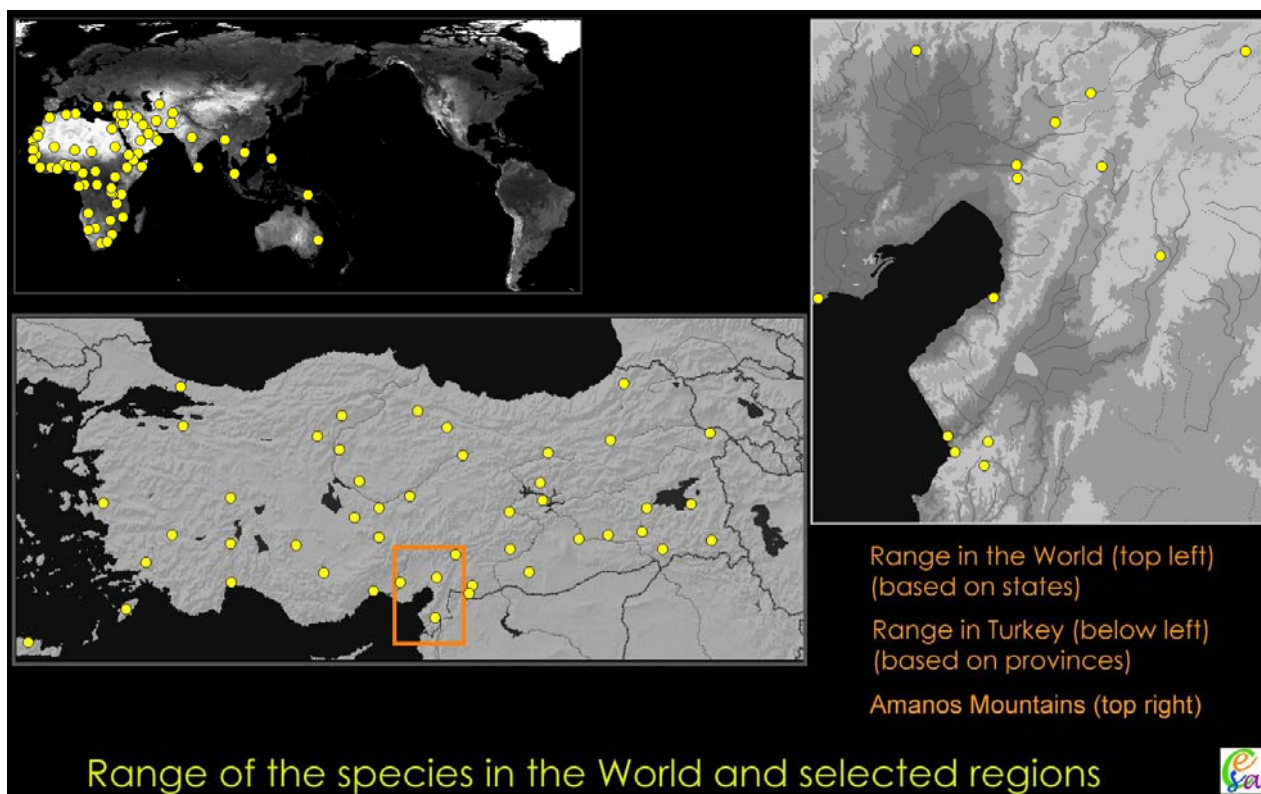 Range in the World (top left)
(based on states)
Range in Turkey (below left)
(based on provinces)
Amanos Mountains (top right)
Range of the species in the World and selected regions